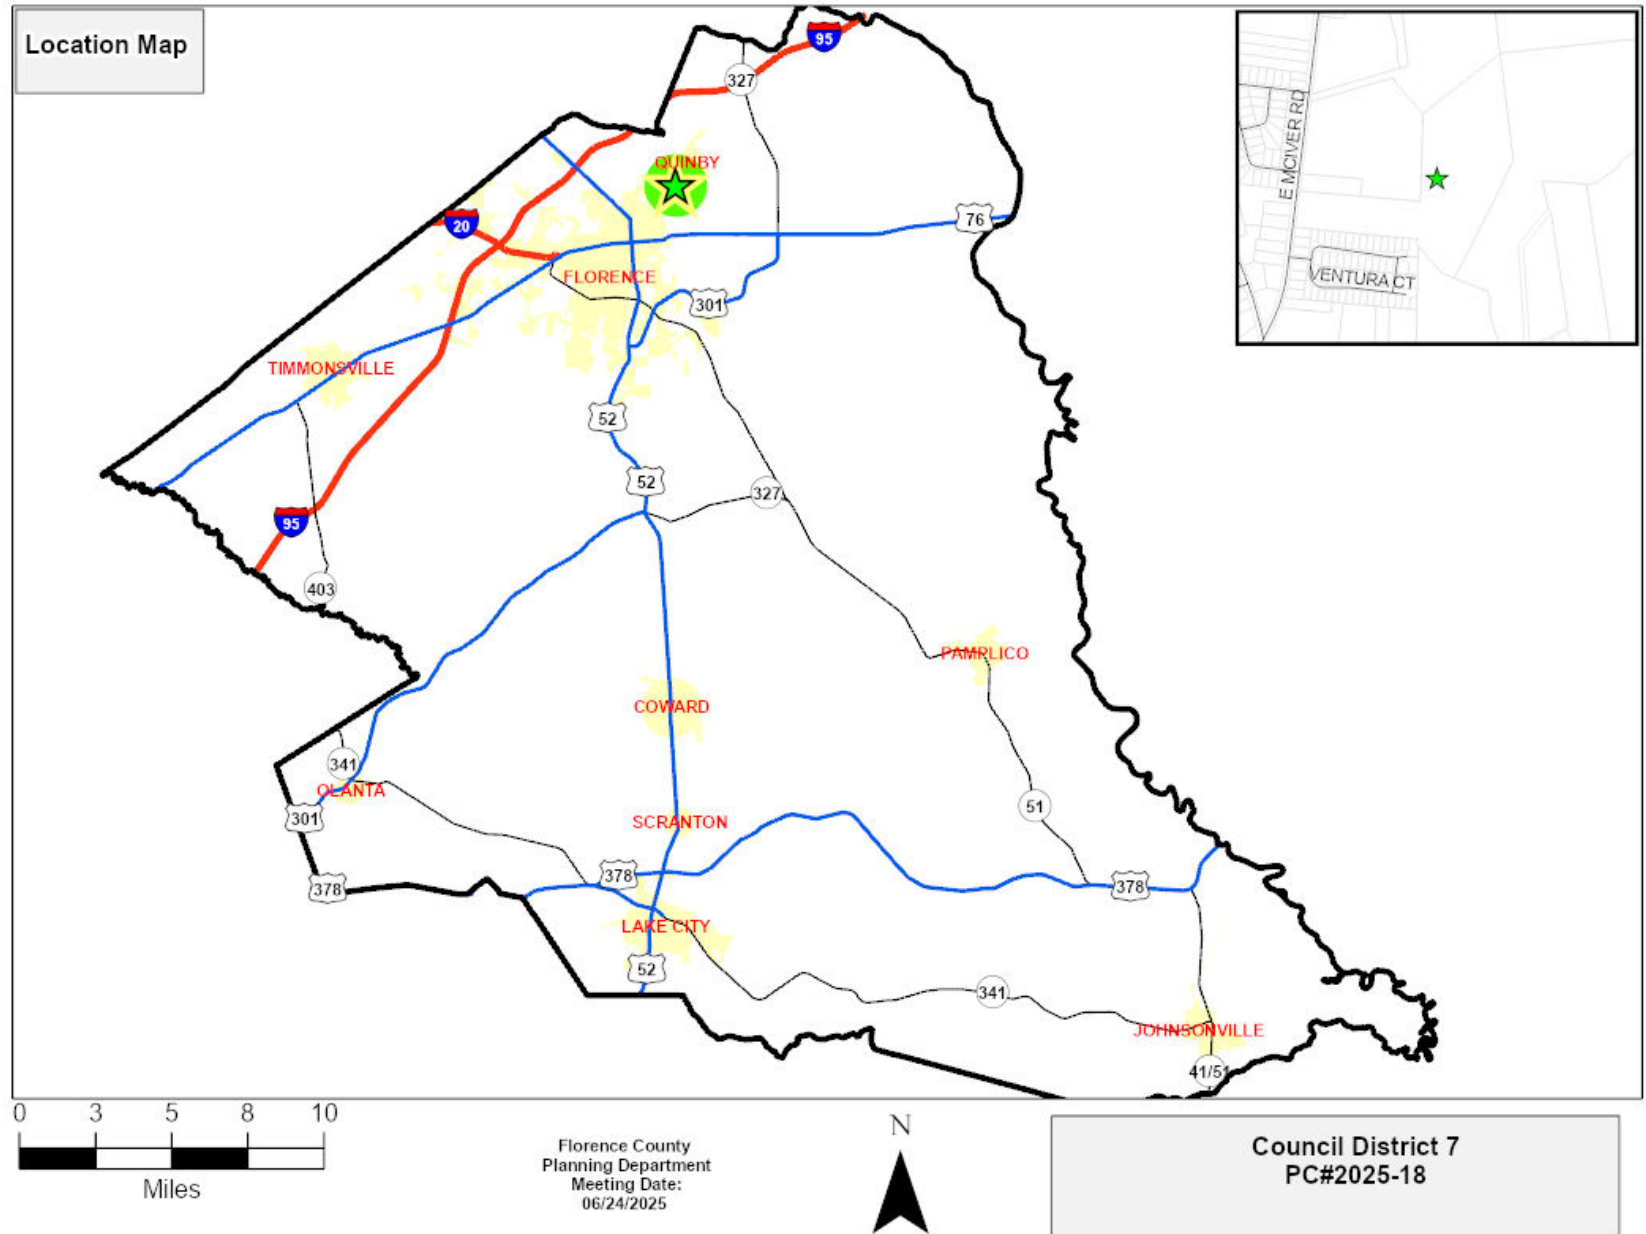 Location Map
95
327
E MCIVER RD
VENTURA CT
QUINBY
20
76
FLORENCE
301
TIMMONSVILLE
52
52
327
95
403
PAMPLICO
COWARD
341
OLANTA
301
51
SCRANTON
378
378
378
LAKE CITY
52
341
JOHNSONVILLE
41/51
0 3 5 8 10
Miles
Florence County
Planning Department
Meeting Date:
06/24/2025
N
Council District 7
PC#2025-18